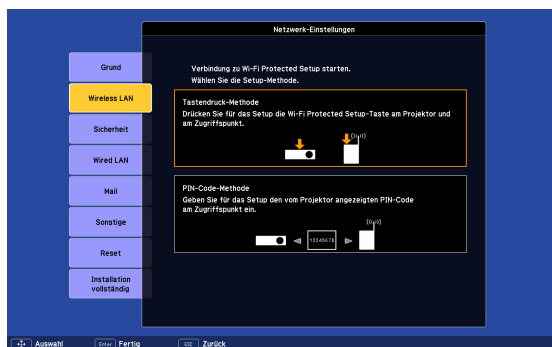 Netzwerk-Einstellungen
Grund
Wireless LAN
Sicherheit
Wired LAN
Mail
Sonstige
Reset
Installation
vollständig
Verbindung zu Wi-Fi Protected Setup starten.
Wählen Sie die Setup-Methode.
Tastendruck-Methode
Drücken Sie für das Setup die Wi-Fi Protected Setup-Taste am Projektor und
am Zugriffspunkt.
PIN-Code-Methode
Geben Sie für das Setup den vom Projektor angezeigten PIN-Code
am Zugriffspunkt ein.
12245678
Auswahl Enter Fertig ESC Zurück